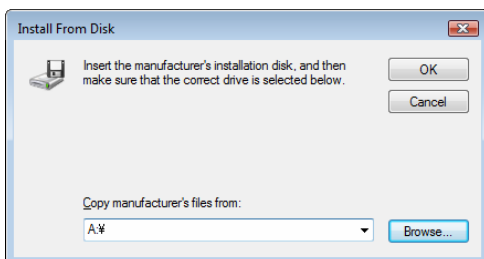 Install From Disk
Insert the manufacturer's installation disk, and then
make sure that the correct drive is selected below.
OK
Cancel
Copy manufacturer's files from:
A:¥
Browse...